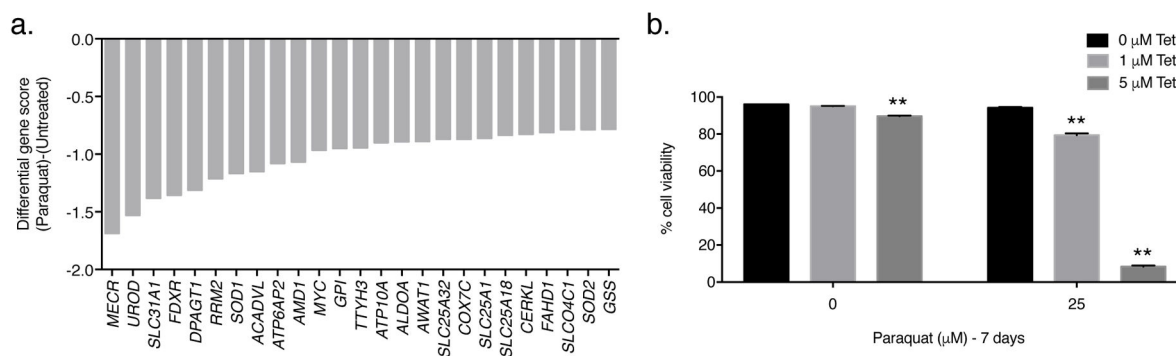 a.
Differential gene score
(Paraquat)-(Untreated)
0.0
-0.5
-1.0
-1.5
-2.0
MECR
UROD
SLC31A1
FDXR
DPAGT1
RRM2
SOD1
ACADVL
ATP6AP2
AMD1
MYC
GPI
TTYH3
ATP10A
ALDOA
AWAT1
SLC25A32
COX7C
SLC25A1
SLC25A18
CERKL
FAHD1
SLCO4C1
SOD2
GSS
b.
0 μM Tet
1 μM Tet
5 μM Tet
% cell viability
100
80
60
40
20
0
**
**
**
0
25
Paraquat (μM) - 7 days